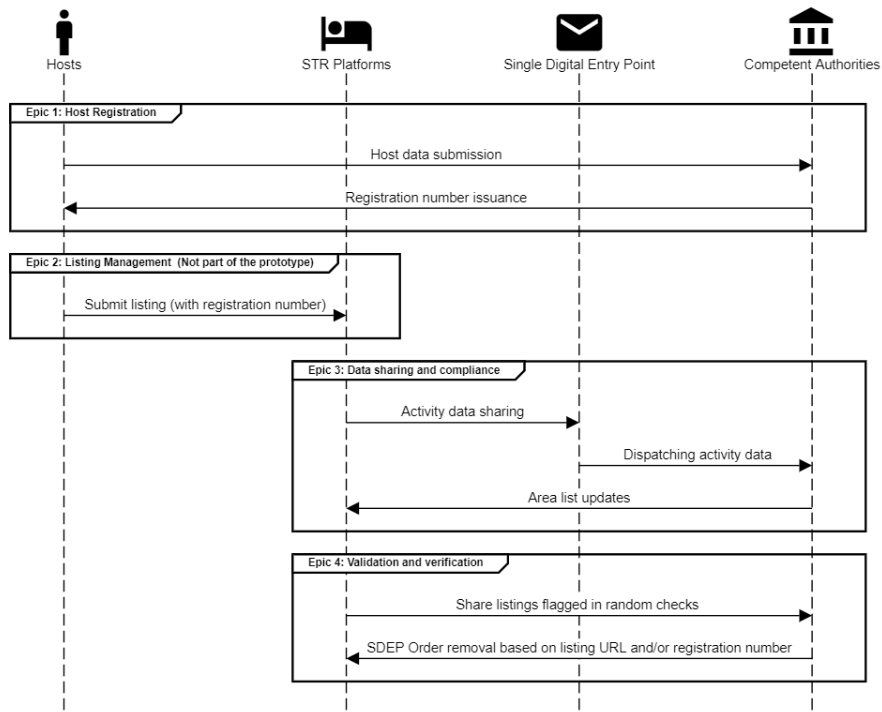 Hosts
STR Platforms
Single Digital Entry Point
Competent Authorities
Epic 1: Host Registration
Host data submission
Registration number issuance
Epic 2: Listing Management (Not part of the prototype)
Submit listing (with registration number)
Epic 3: Data sharing and compliance
Activity data sharing
Dispatching activity data
Area list updates
Epic 4: Validation and verification
Share listings flagged in random checks
SDEP Order removal based on listing URL and/or registration number